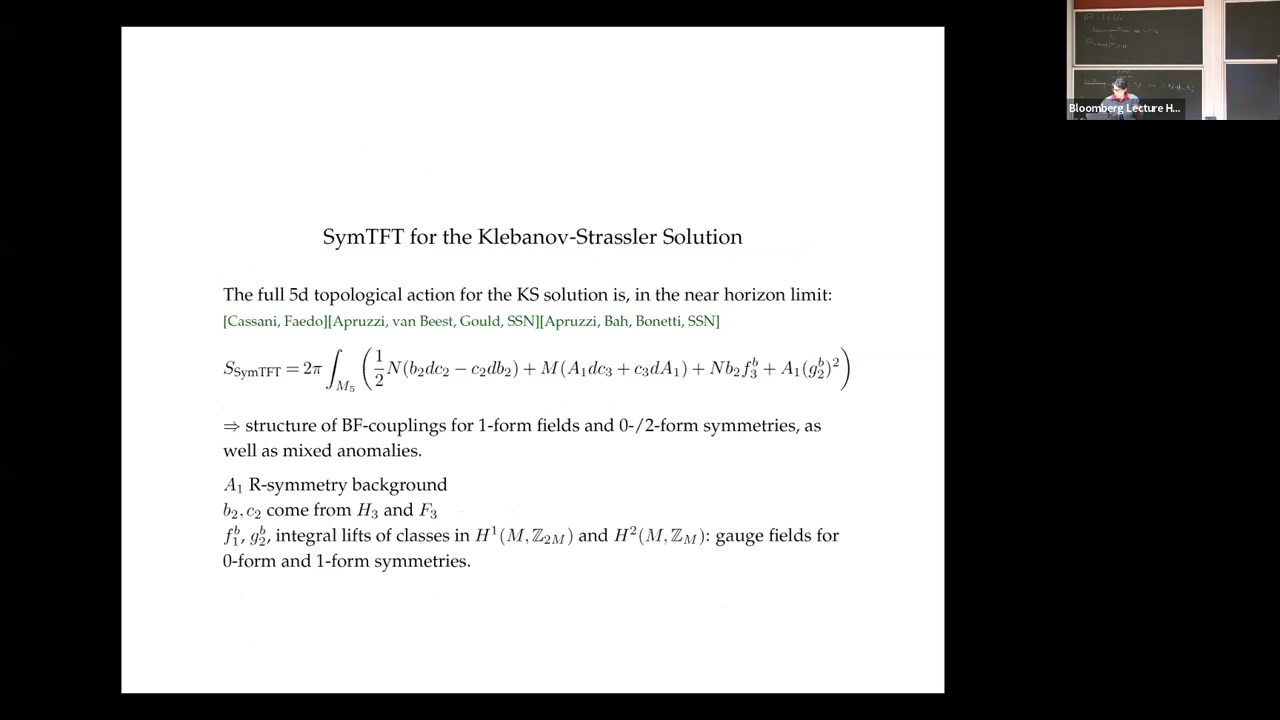 Bloomberg Lecture H...
SymTFT for the Klebanov-Strassler Solution
The full 5d topological action for the KS solution is, in the near horizon limit:
[Cassani, Faedo][Apruzzi, van Beest, Gould, SSN][Apruzzi, Bah, Bonetti, SSN]
S_SymTFT = 2π ∫_{M_5} ( 1/2 N(b_2 dc_2 − c_2 db_2) + M(A_1 dc_3 + c_3 dA_1) + N b_2 f_3^b + A_1 (g_2^b)^2 )
⇒ structure of BF-couplings for 1-form fields and 0-/2-form symmetries, as
well as mixed anomalies.
A_1 R-symmetry background
b_2, c_2 come from H_3 and F_3
f_1^b, g_2^b, integral lifts of classes in H^1(M, ℤ_{2M}) and H^2(M, ℤ_M): gauge fields for
0-form and 1-form symmetries.